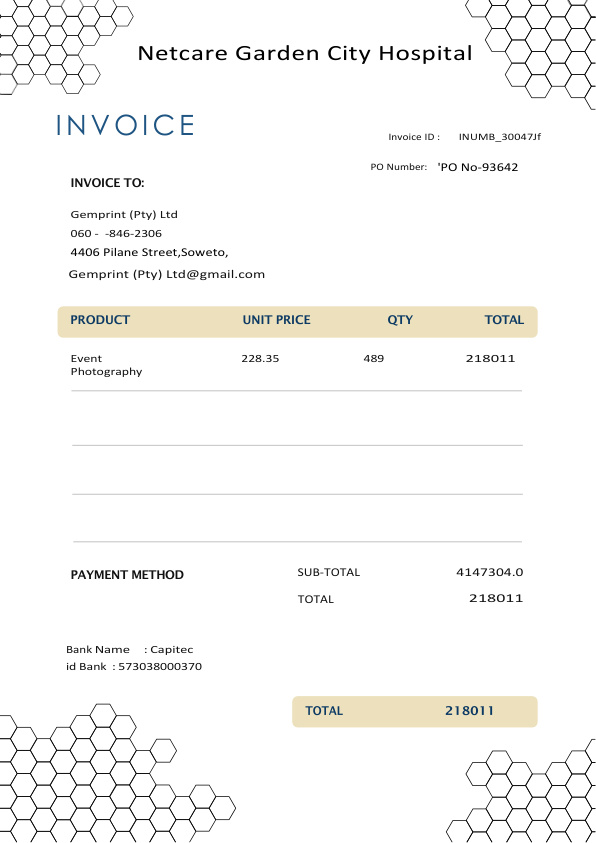 Netcare Garden City Hospital
INVOICE
Invoice ID : INUMB_30047Jf
PO Number: 'PO No-93642
INVOICE TO:
Gemprint (Pty) Ltd
060 - -846-2306
4406 Pilane Street,Soweto,
Gemprint (Pty) Ltd@gmail.com
PRODUCT UNIT PRICE QTY TOTAL
Event 228.35 489 218011
Photography
PAYMENT METHOD
SUB-TOTAL 4147304.0
TOTAL 218011
Bank Name : Capitec
id Bank : 573038000370
TOTAL 218011